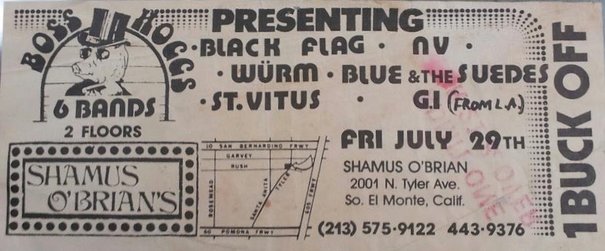 BOSS HOGGS
6 BANDS
2 FLOORS
SHAMUS
O'BRIAN'S
PRESENTING
• BLACK FLAG • NV •
• WÜRM • BLUE & THE SUEDES
• ST. VITUS • G.I (FROM L.A.)
10 SAN BERNARDINO FRWY
GARVEY
RUSH
ROSEMEAD
SANTA ANITA
TYLER
605 FRWY
60 POMONA FRWY
FRI JULY 29TH
SHAMUS O'BRIAN
2001 N. Tyler Ave.
So. El Monte, Calif.
(213) 575-9122 443-9376
1 BUCK OFF